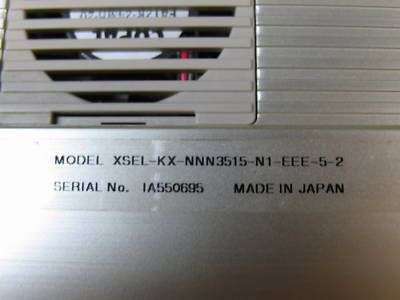 MODEL XSEL-KX-NNN3515-N1-EEE-5-2
SERIAL No. IA550695 MADE IN JAPAN